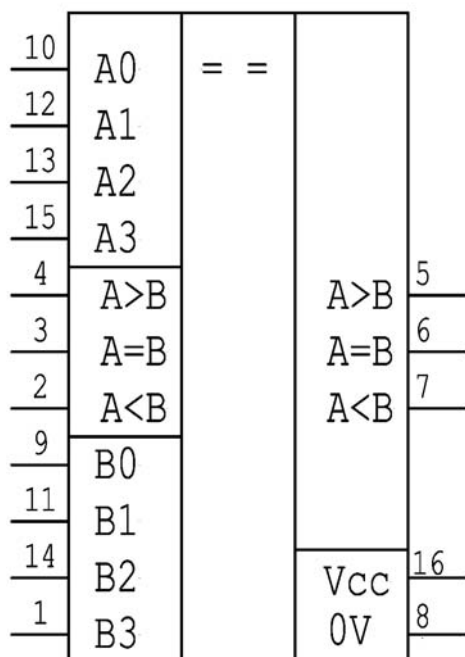 10 A0 = =
12 A1
13 A2
15 A3
4 A>B A>B 5
3 A=B A=B 6
2 A<B A<B 7
9 B0
11 B1
14 B2 Vcc 16
1 B3 0V 8